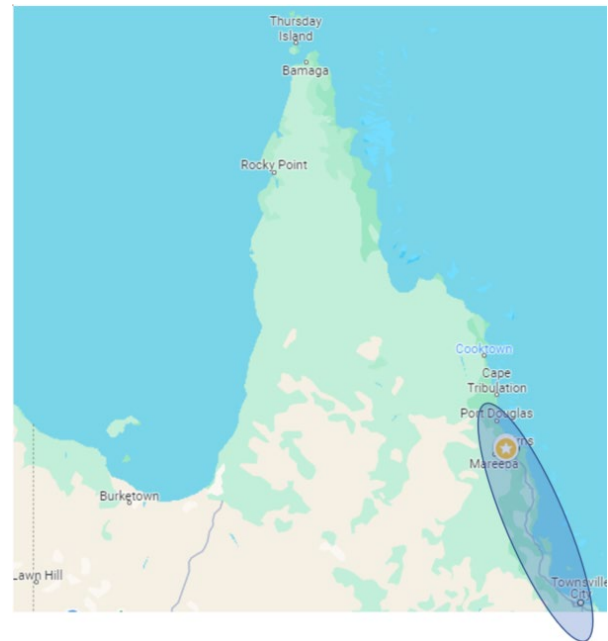 Thursday
Island
Bamaga
Rocky Point
Cooktown
Cape
Tribulation
Port Douglas
Mareeba
Burketown
Lawn Hill
Townsville
City